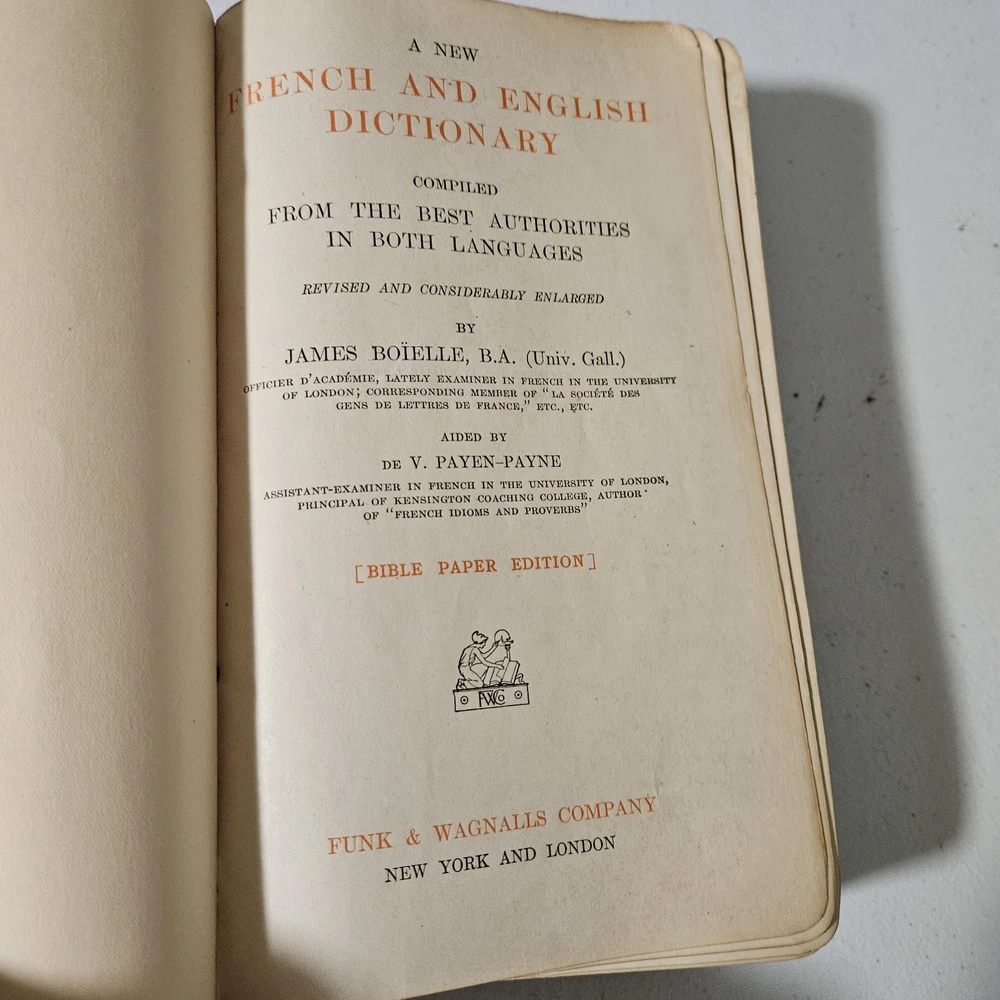 A NEW
FRENCH AND ENGLISH
DICTIONARY
COMPILED
FROM THE BEST AUTHORITIES
IN BOTH LANGUAGES
REVISED AND CONSIDERABLY ENLARGED
BY
JAMES BOÏELLE, B.A. (Univ. Gall.)
OFFICIER D'ACADÉMIE, LATELY EXAMINER IN FRENCH IN THE UNIVERSITY
OF LONDON; CORRESPONDING MEMBER OF "LA SOCIÉTÉ DES
GENS DE LETTRES DE FRANCE," ETC., ETC.
AIDED BY
DE V. PAYEN-PAYNE
ASSISTANT-EXAMINER IN FRENCH IN THE UNIVERSITY OF LONDON,
PRINCIPAL OF KENSINGTON COACHING COLLEGE, AUTHOR
OF "FRENCH IDIOMS AND PROVERBS"
[BIBLE PAPER EDITION]
FWCo
FUNK & WAGNALLS COMPANY
NEW YORK AND LONDON